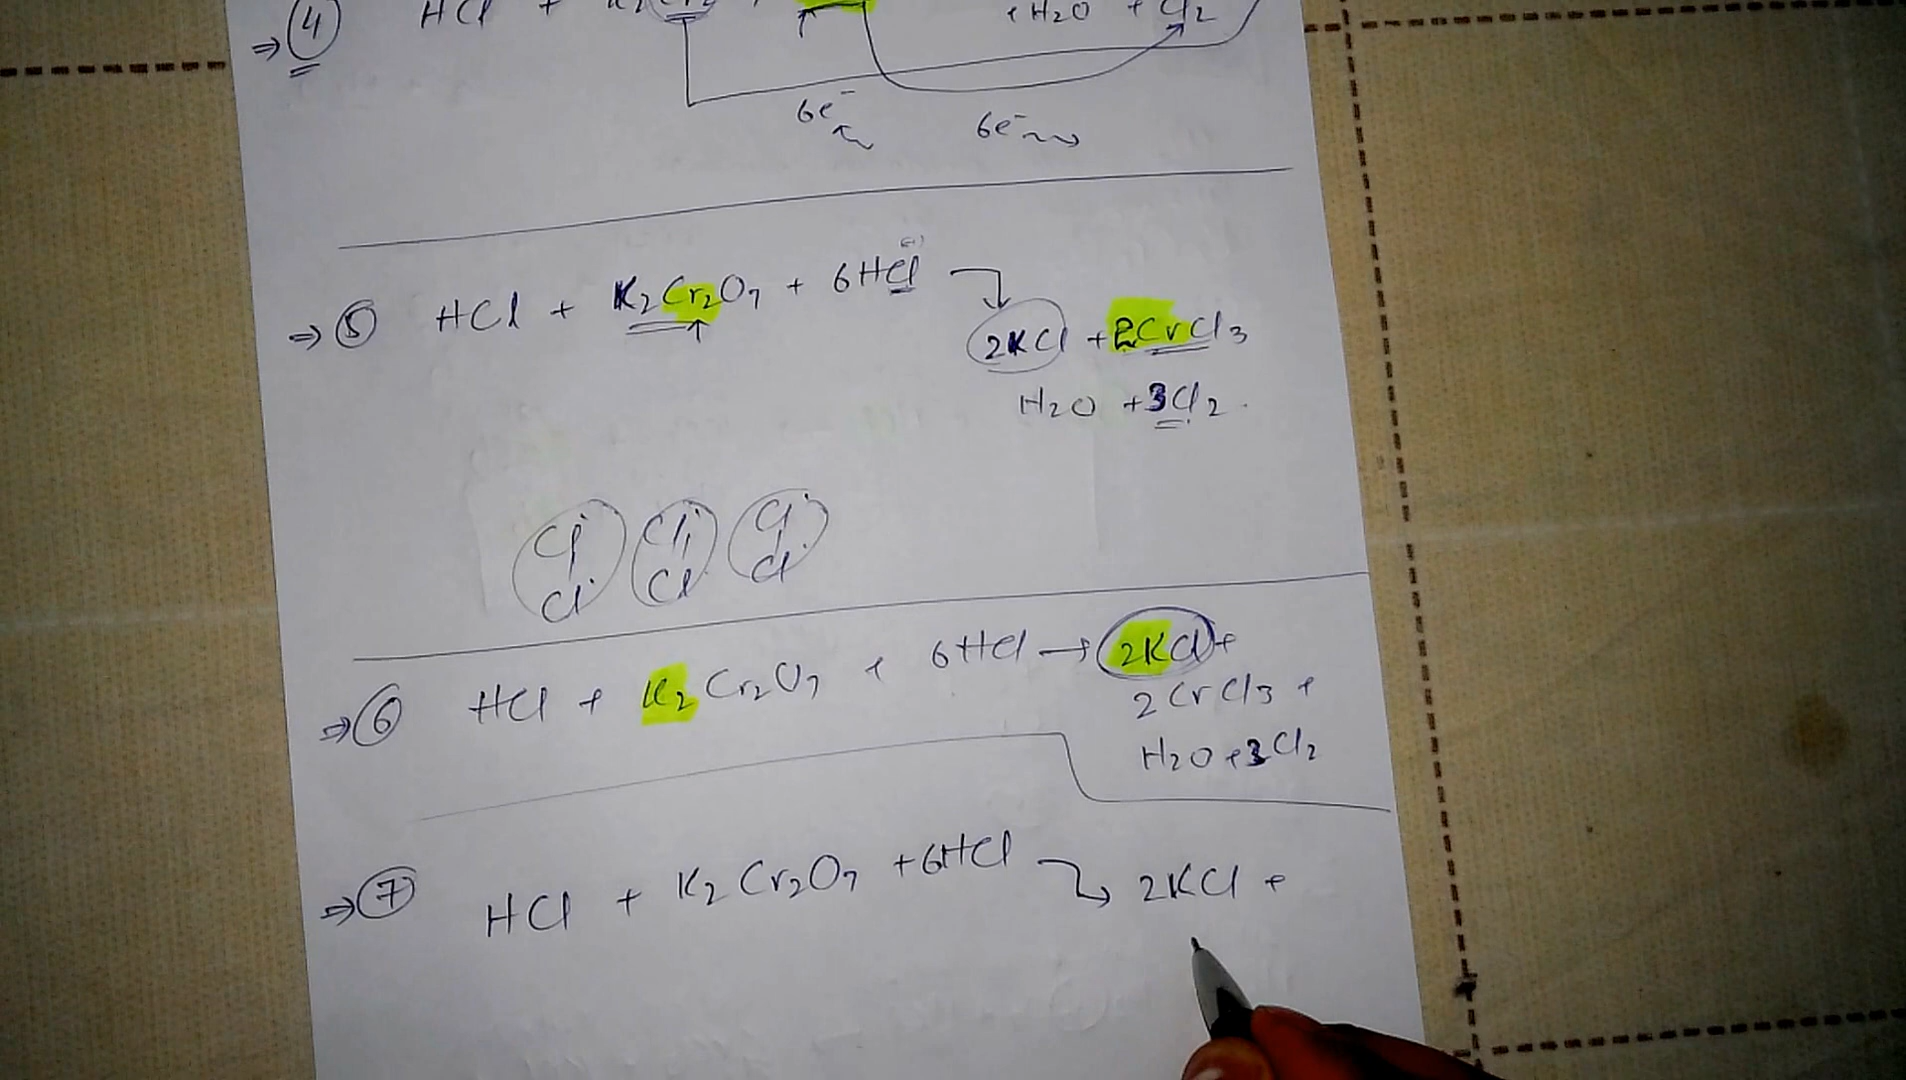 ⇒ (4) HCl +
+ H2O + Cl2
6e⁻ 6e⁻
⇒ (5) HCl + K2Cr2O7 + 6HCl
2KCl + 2CrCl3
H2O + 3Cl2
Cl Cl Cl
Cl Cl Cl
⇒ (6) HCl + K2Cr2O7 + 6HCl → 2KCl +
2CrCl3 +
H2O + 3Cl2
⇒ (7) HCl + K2Cr2O7 + 6HCl 2KCl +